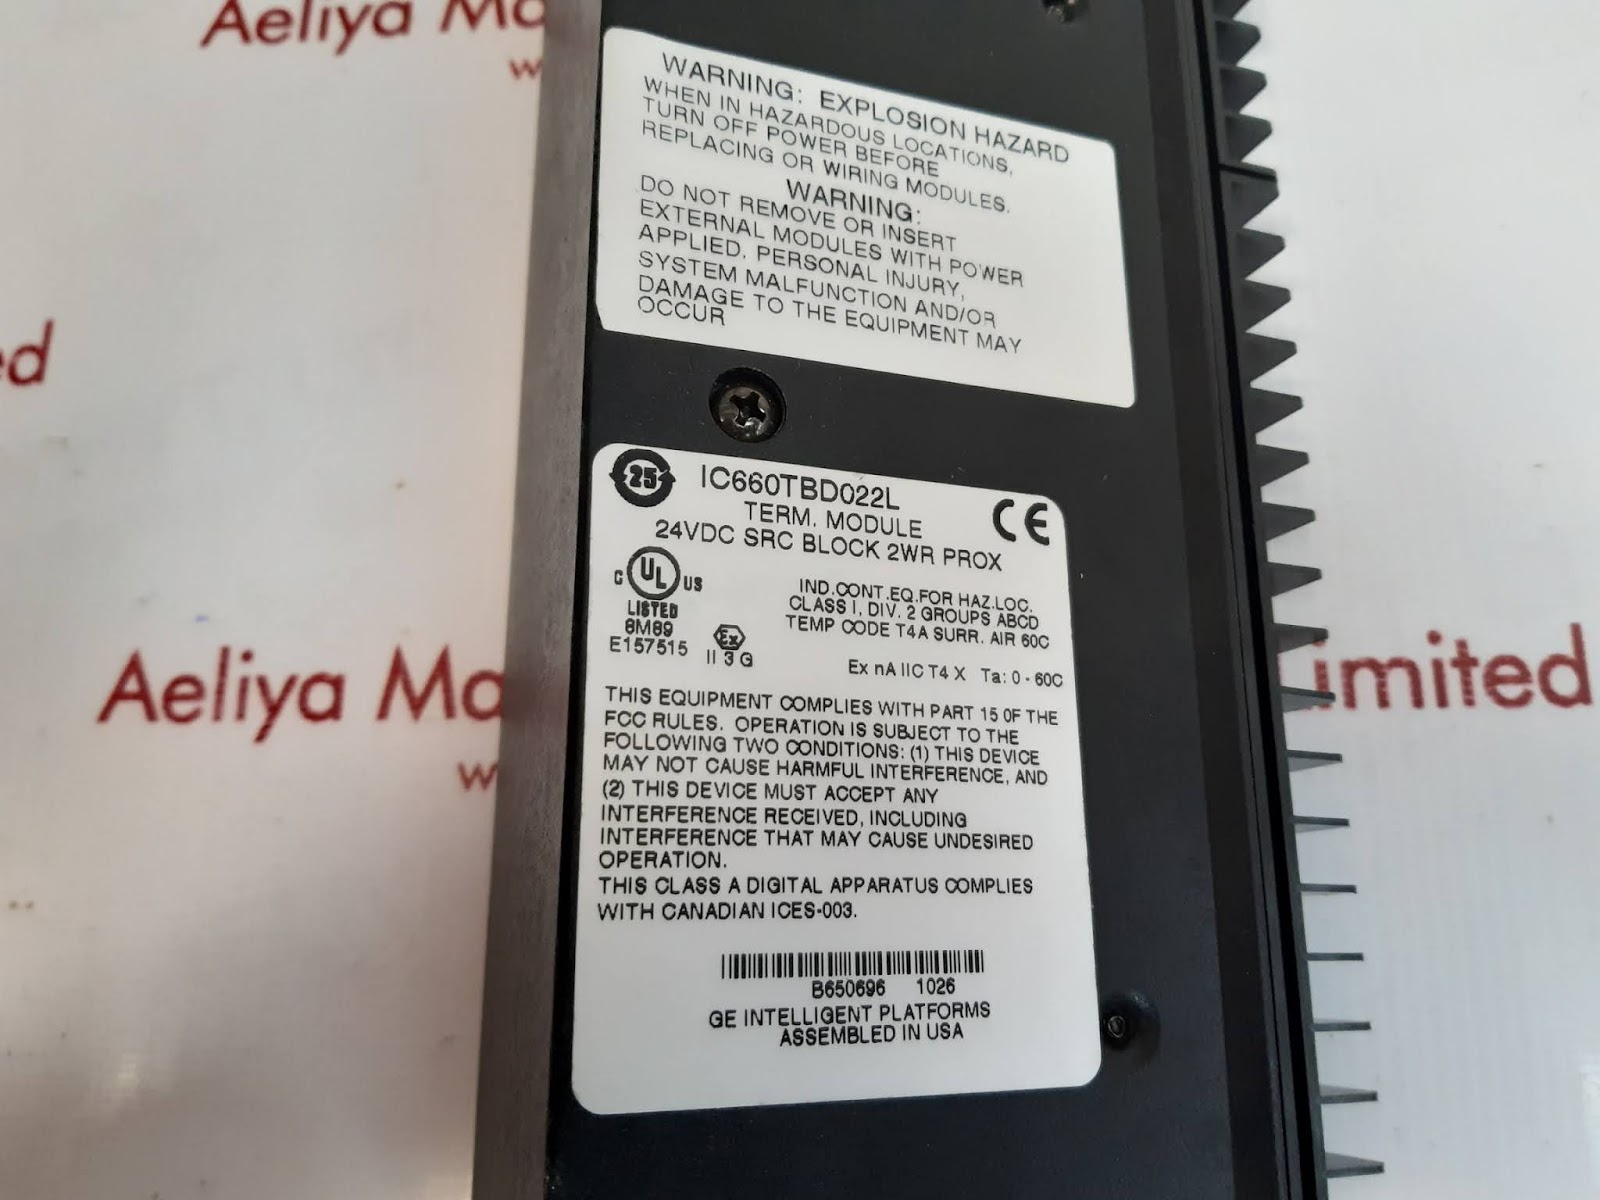 Aeliya Ma
w
WARNING: EXPLOSION HAZARD
WHEN IN HAZARDOUS LOCATIONS,
TURN OFF POWER BEFORE
REPLACING OR WIRING MODULES.
WARNING:
DO NOT REMOVE OR INSERT
EXTERNAL MODULES WITH POWER
APPLIED, PERSONAL INJURY,
SYSTEM MALFUNCTION AND/OR
DAMAGE TO THE EQUIPMENT MAY
OCCUR
ed
25
IC660TBD022L
CE
TERM. MODULE
24VDC SRC BLOCK 2WR PROX
C UL US
LISTED
8M89
E157515
Ex
II 3 G
IND.CONT.EQ.FOR HAZ.LOC.
CLASS I, DIV. 2 GROUPS ABCD
TEMP CODE T4A SURR. AIR 60C
Ex nA IIC T4 X Ta: 0 - 60C
Aeliya Ma
Limited
w
THIS EQUIPMENT COMPLIES WITH PART 15 OF THE
FCC RULES. OPERATION IS SUBJECT TO THE
FOLLOWING TWO CONDITIONS: (1) THIS DEVICE
MAY NOT CAUSE HARMFUL INTERFERENCE, AND
(2) THIS DEVICE MUST ACCEPT ANY
INTERFERENCE RECEIVED, INCLUDING
INTERFERENCE THAT MAY CAUSE UNDESIRED
OPERATION.
THIS CLASS A DIGITAL APPARATUS COMPLIES
WITH CANADIAN ICES-003.
B650696 1026
GE INTELLIGENT PLATFORMS
ASSEMBLED IN USA